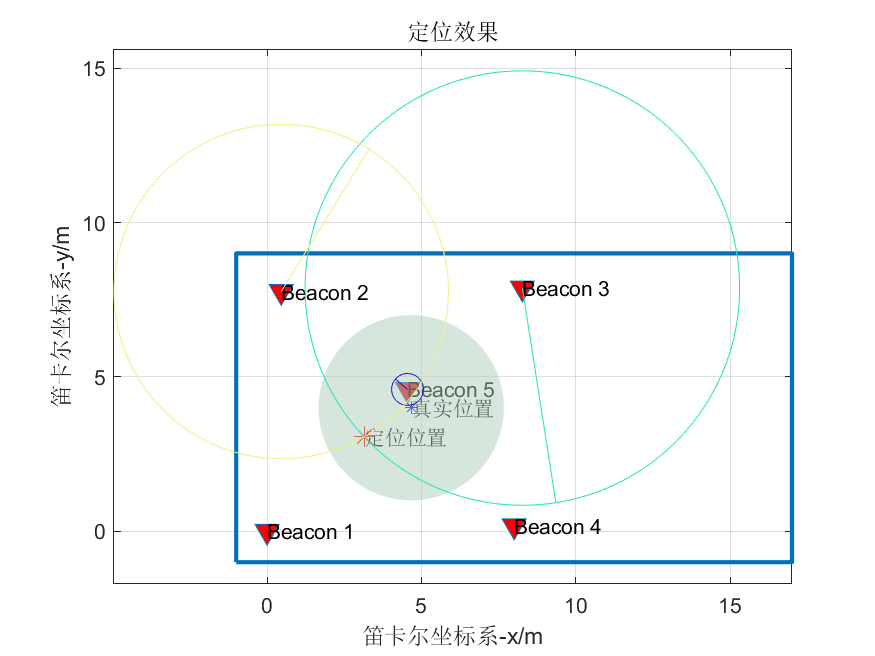 定位效果
15
10
5
0
笛卡尔坐标系-y/m
Beacon 2
Beacon 3
Beacon 5
真实位置
定位位置
Beacon 1
Beacon 4
0
5
10
15
笛卡尔坐标系-x/m